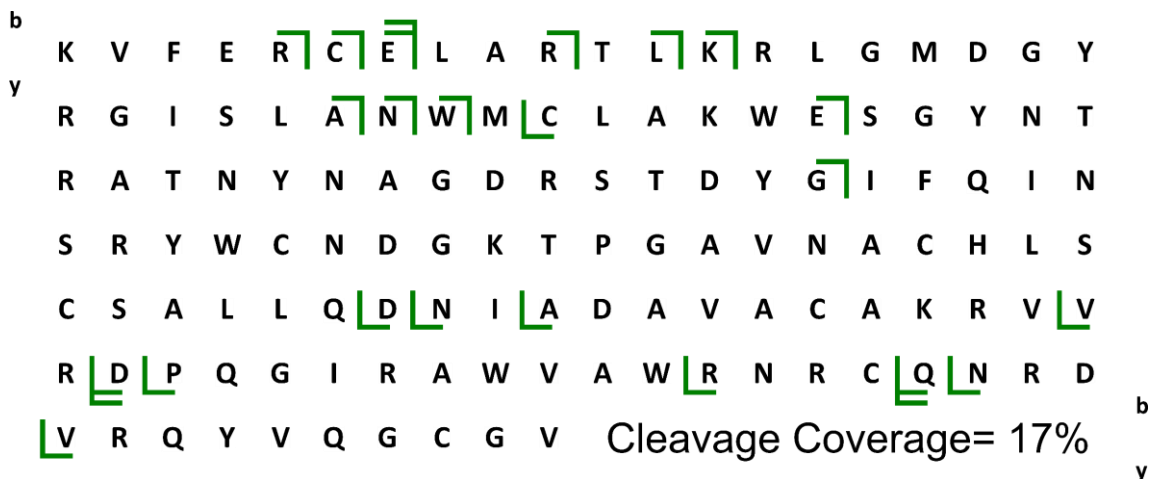 b
K V F E R C E L A R T L K R L G M D G Y
y
R G I S L A N W M C L A K W E S G Y N T
R A T N Y N A G D R S T D Y G I F Q I N
S R Y W C N D G K T P G A V N A C H L S
C S A L L Q D N I A D A V A C A K R V V
R D P Q G I R A W V A W R N R C Q N R D
b
V R Q Y V Q G C G V Cleavage Coverage= 17%
y